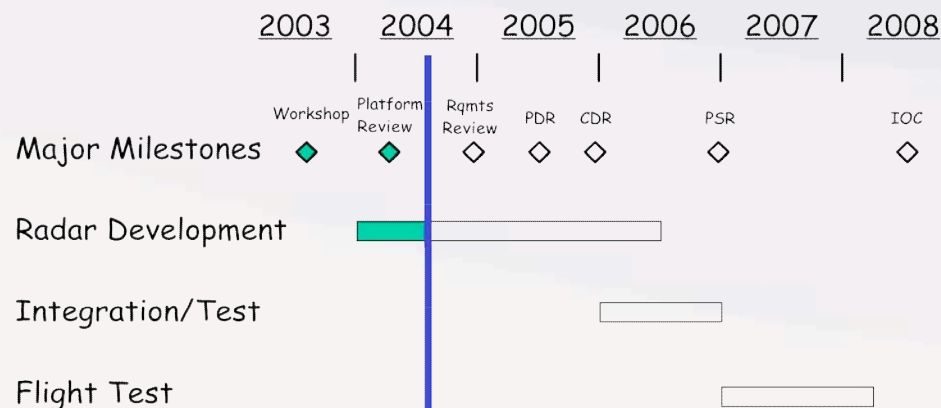 2003 2004 2005 2006 2007 2008
Workshop Platform Review Rqmts Review PDR CDR PSR IOC
Major Milestones
Radar Development
Integration/Test
Flight Test